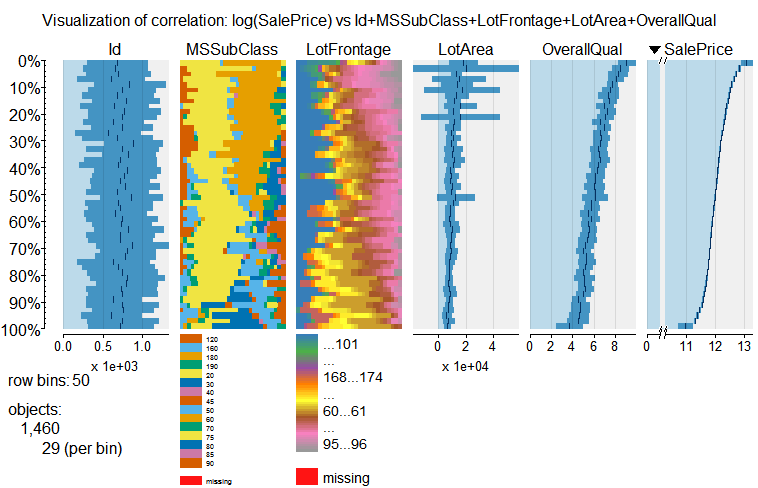 Visualization of correlation: log(SalePrice) vs Id+MSSubClass+LotFrontage+LotArea+OverallQual
Id MSSubClass LotFrontage LotArea OverallQual SalePrice
0%
10%
20%
30%
40%
50%
60%
70%
80%
90%
100%
0.0 0.5 1.0
x 1e+03
-2 0 2 4
x 1e+04
0 2 4 6 8
0 11 12 13
row bins: 50
objects:
1,460
29 (per bin)
120
160
180
190
20
30
40
45
50
60
70
75
80
85
90
missing
...101
...
168...174
...
60...61
...
95...96
missing